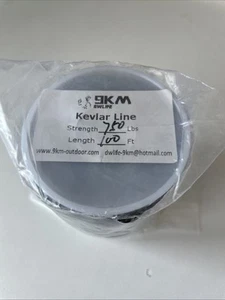 9KM
DWLIFE
Kevlar Line
Strength 750 Lbs
Length 100 Ft
www.9km-outdoor.com dwlife-9km@hotmail.com